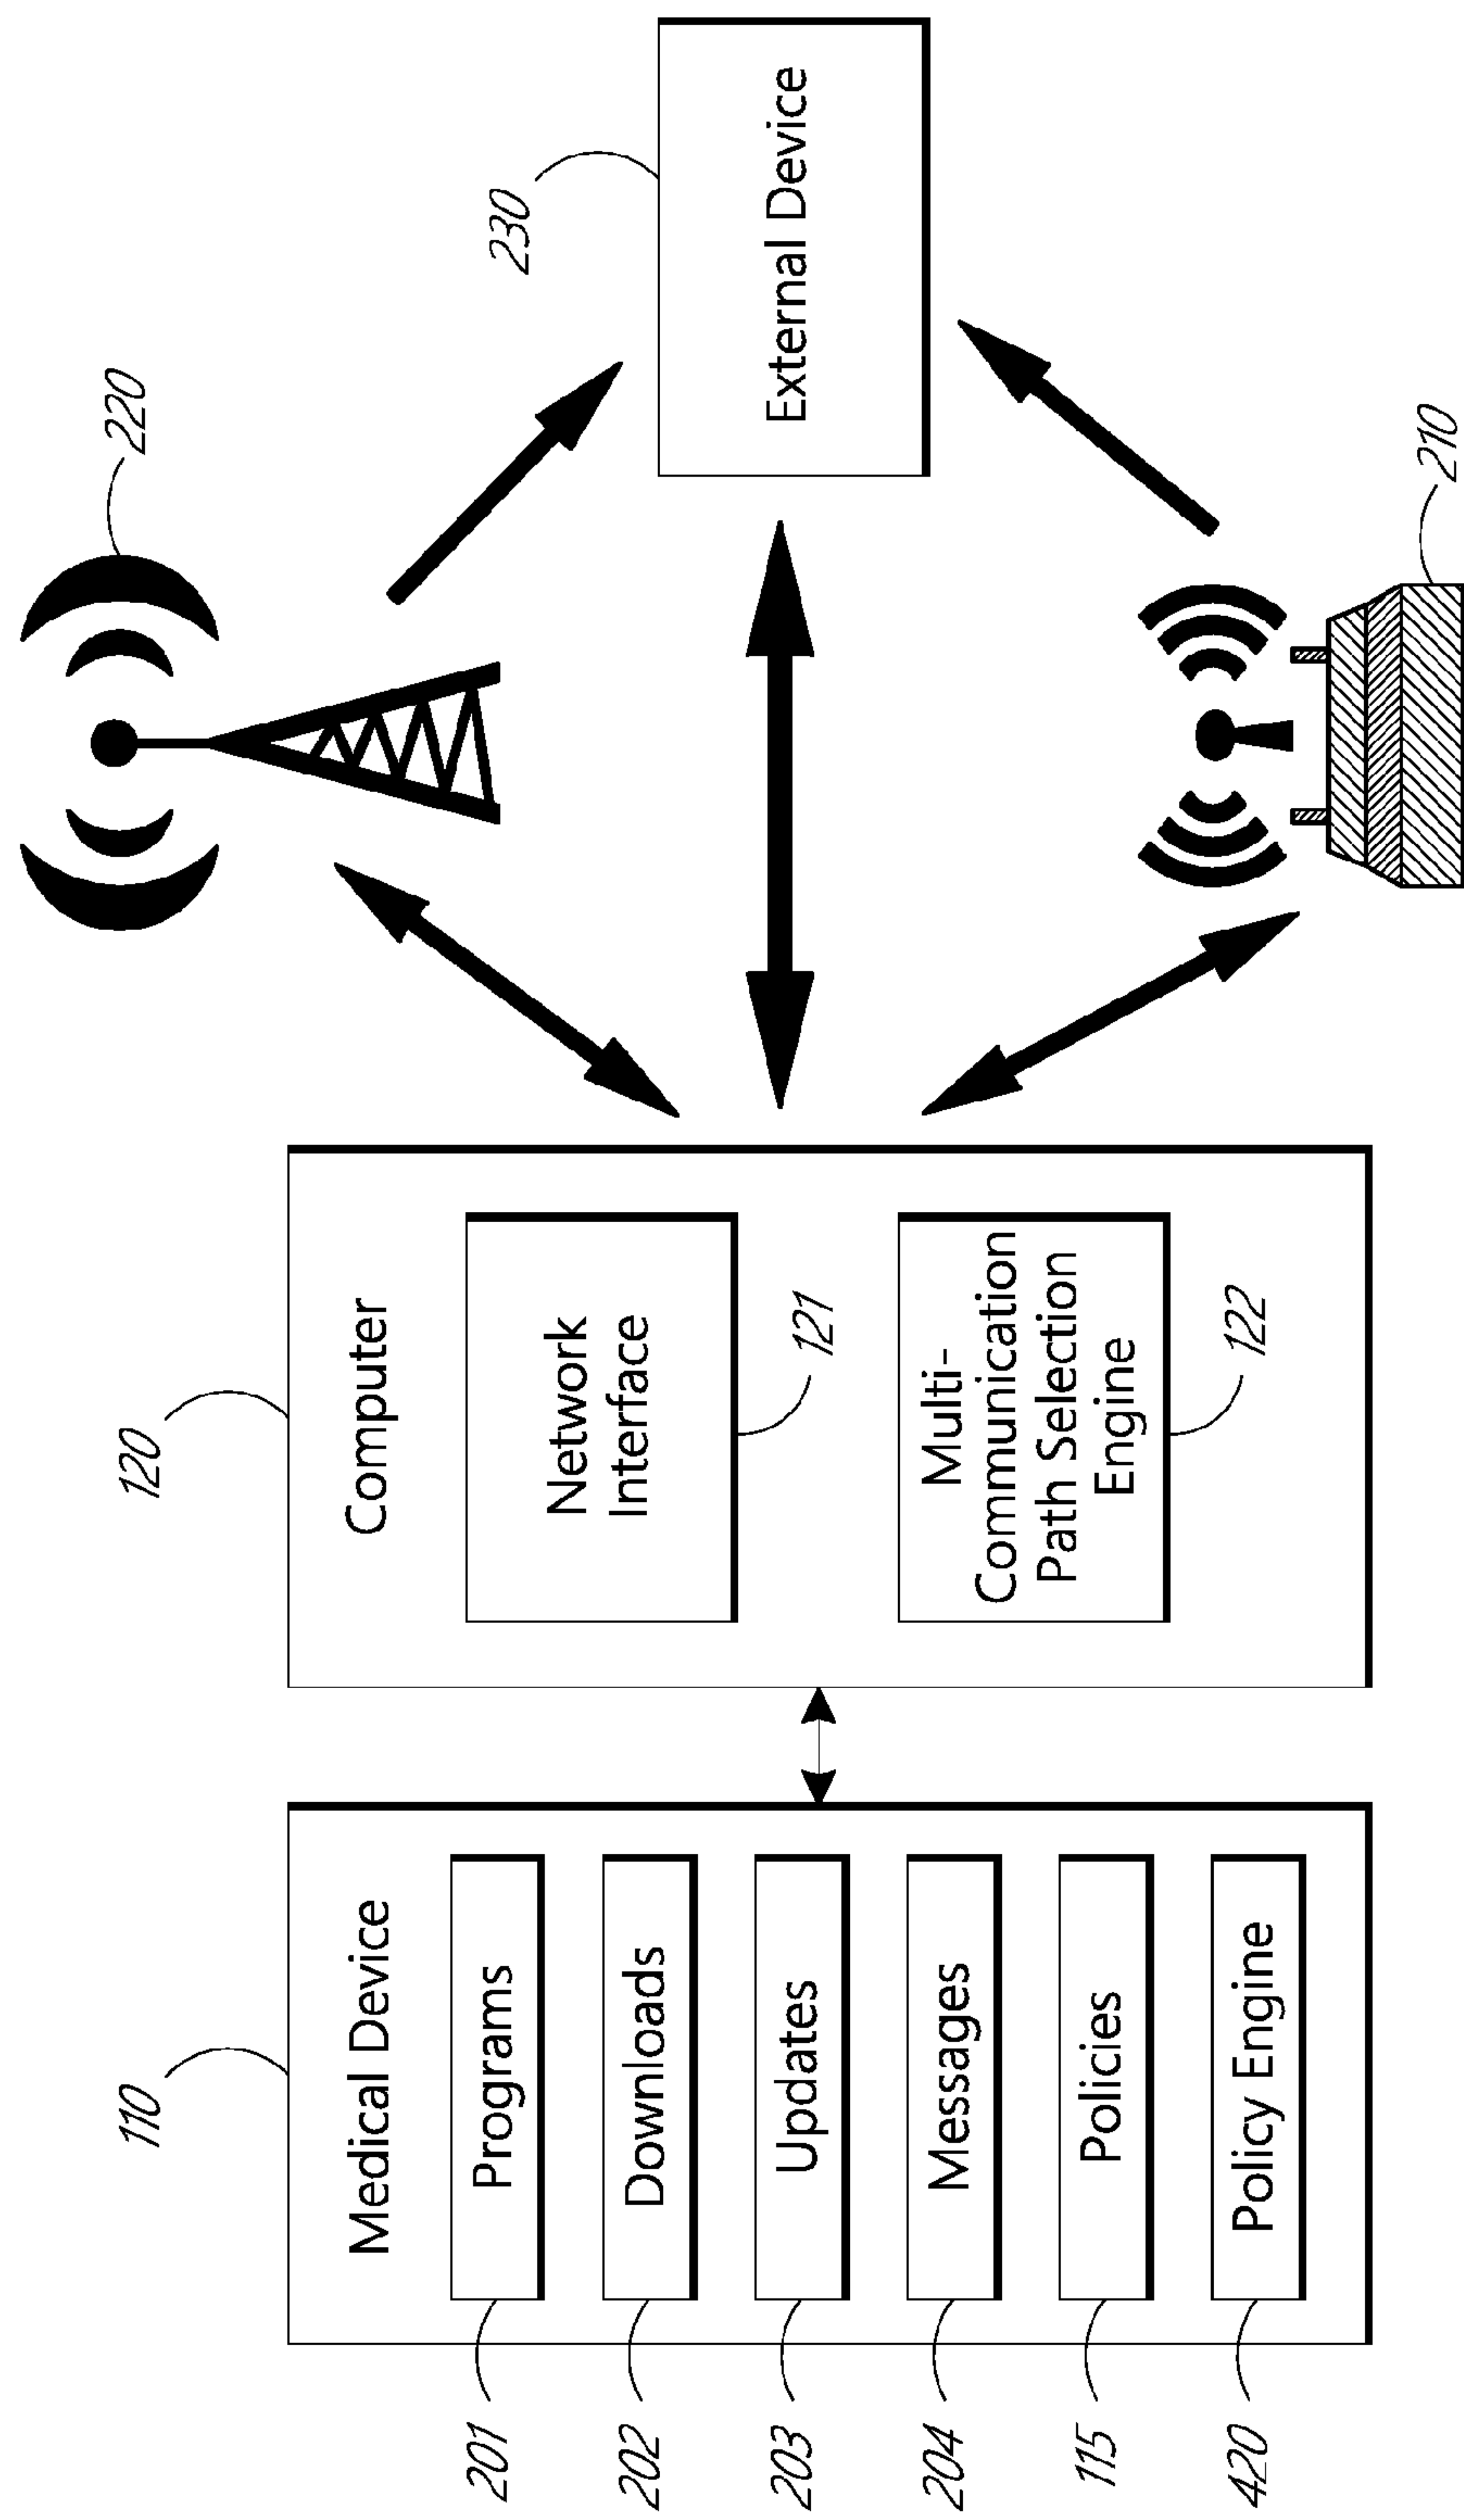 110
Medical Device
201
Programs
202
Downloads
203
Updates
204
Messages
115
Policies
420
Policy Engine
120
Computer
Network
Interface
121
Multi-
Communication
Path Selection
Engine
122
220
230
External Device
210